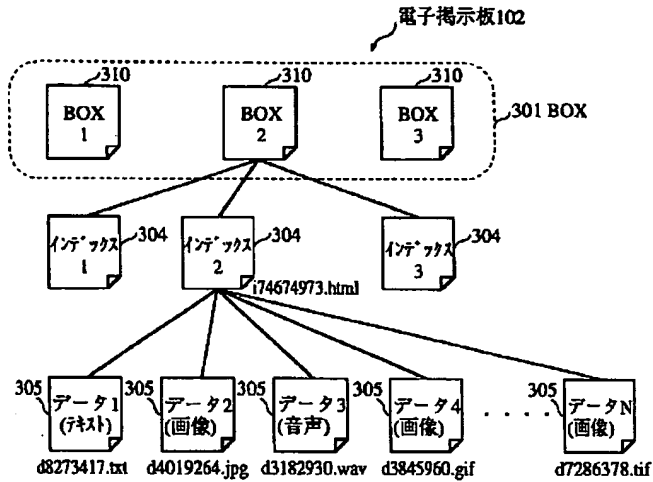 電子掲示板102
310 310 310
BOX 1 BOX 2 BOX 3
301 BOX
インデックス 1 304 インデックス 2 304 インデックス 3 304
i74674973.html
305 データ1 (テキスト) 305 データ2 (画像) 305 データ3 (音声) 305 データ4 (画像) ・・・・・ 305 データN (画像)
d8273417.txt d4019264.jpg d3182930.wav d3845960.gif d7286378.tif